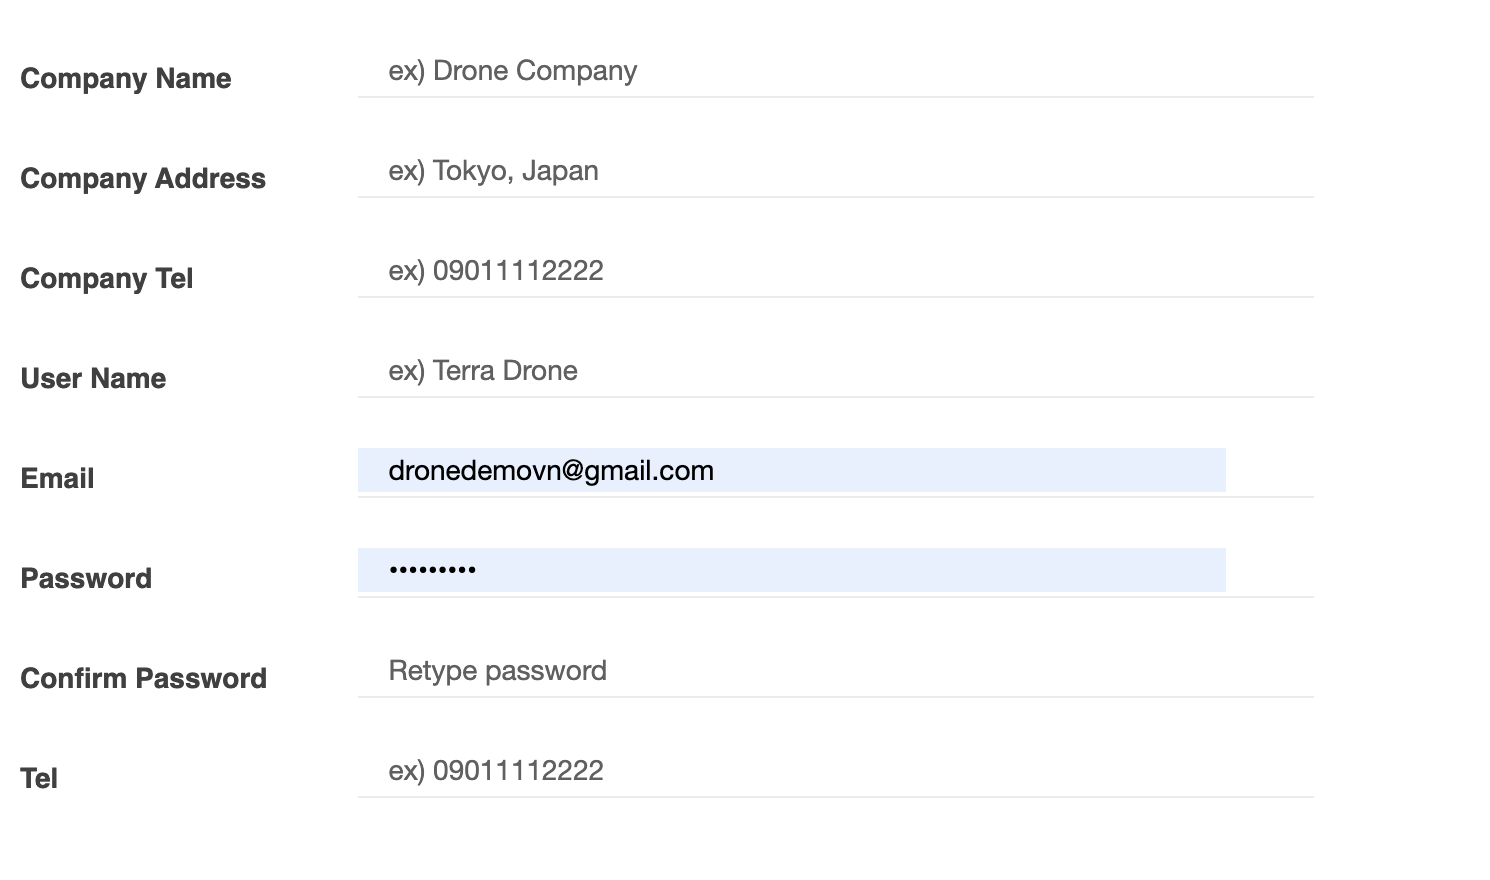 Company Name ex) Drone Company
Company Address ex) Tokyo, Japan
Company Tel ex) 09011112222
User Name ex) Terra Drone
Email dronedemovn@gmail.com
Password •••••••••
Confirm Password Retype password
Tel ex) 09011112222